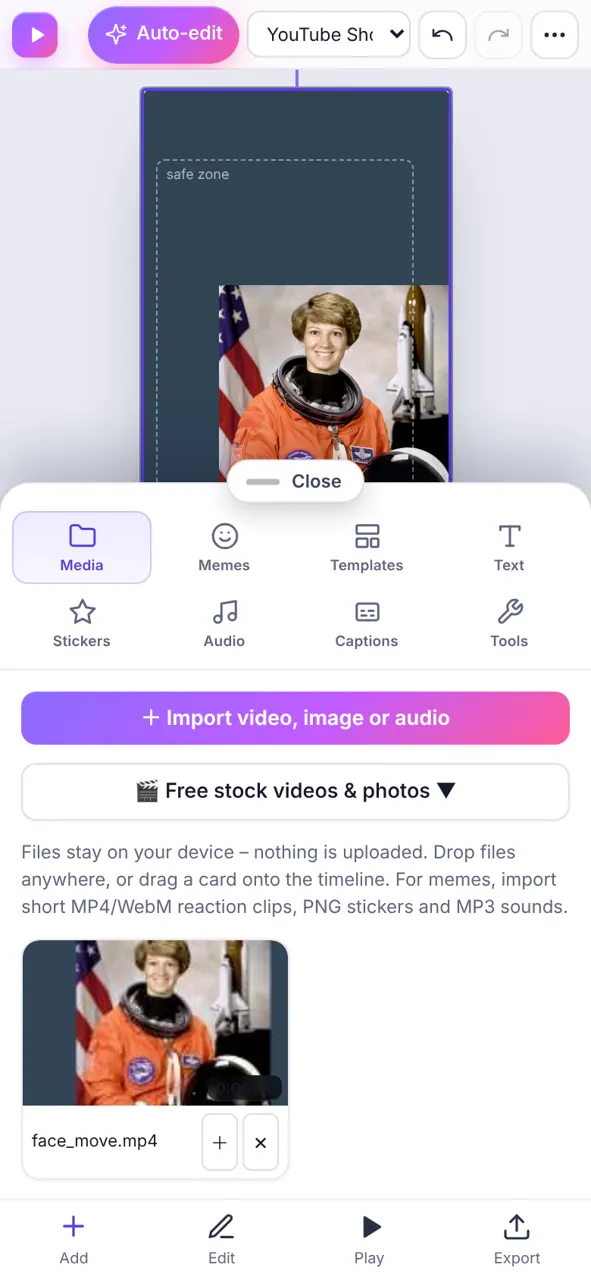 Auto-edit
YouTube Sho
safe zone
Close
Media
Memes
Templates
Text
Stickers
Audio
Captions
Tools
+ Import video, image or audio
🎬 Free stock videos & photos ▼
Files stay on your device – nothing is uploaded. Drop files
anywhere, or drag a card onto the timeline. For memes, import
short MP4/WebM reaction clips, PNG stickers and MP3 sounds.
face_move.mp4
Add
Edit
Play
Export